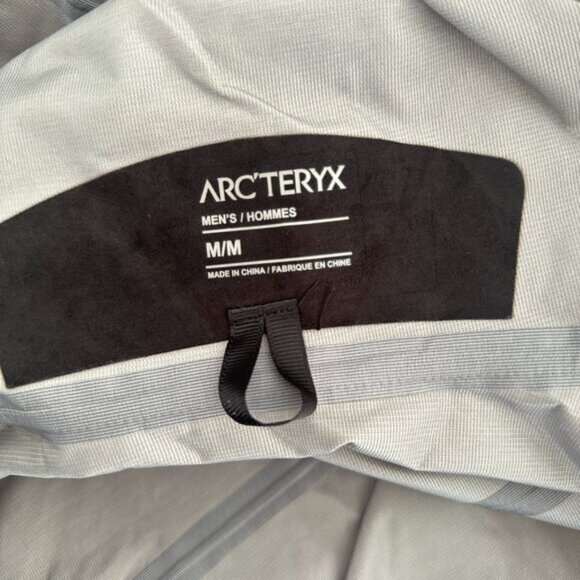 ARC'TERYX
MEN'S / HOMMES
M/M
MADE IN CHINA / FABRIQUE EN CHINE